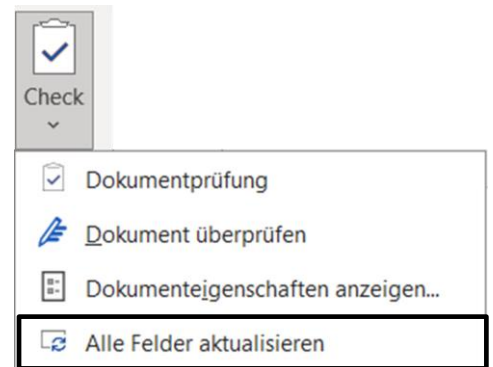 Check
Dokumentprüfung
Dokument überprüfen
Dokumenteigenschaften anzeigen...
Alle Felder aktualisieren